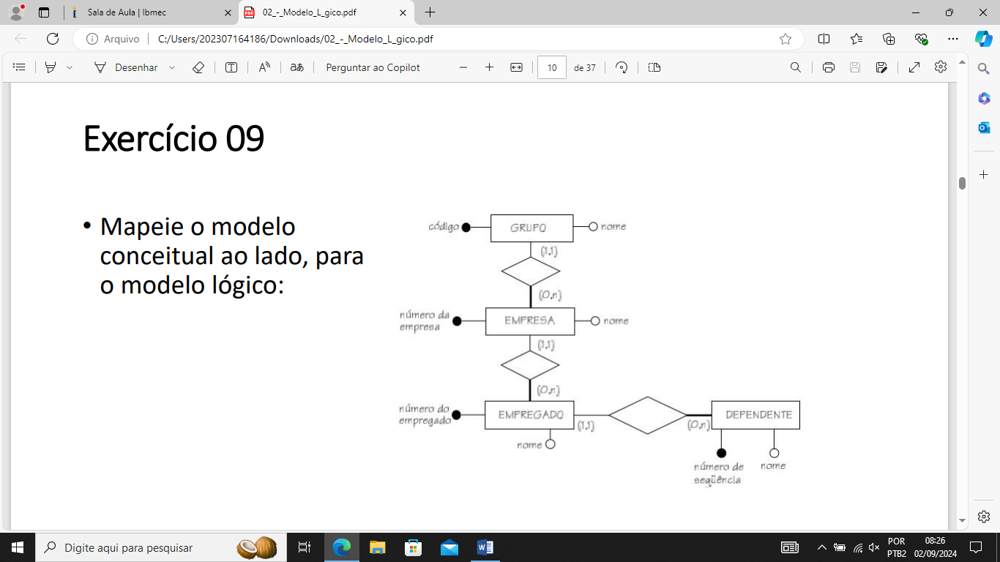 Sala de Aula | Ibmec
02_-_Modelo_L_gico.pdf
Arquivo
C:/Users/202307164186/Downloads/02_-_Modelo_L_gico.pdf
Desenhar
Perguntar ao Copilot
10
de 37
Exercício 09
• Mapeie o modelo
conceitual ao lado, para
o modelo lógico:
código
GRUPO
nome
(1,1)
(0,n)
número da
empresa
EMPRESA
nome
(1,1)
(0,n)
número do
empregado
EMPREGADO
(1,1)
(0,n)
DEPENDENTE
nome
número de
seqüência
nome
Digite aqui para pesquisar
POR
PTB2
08:26
02/09/2024